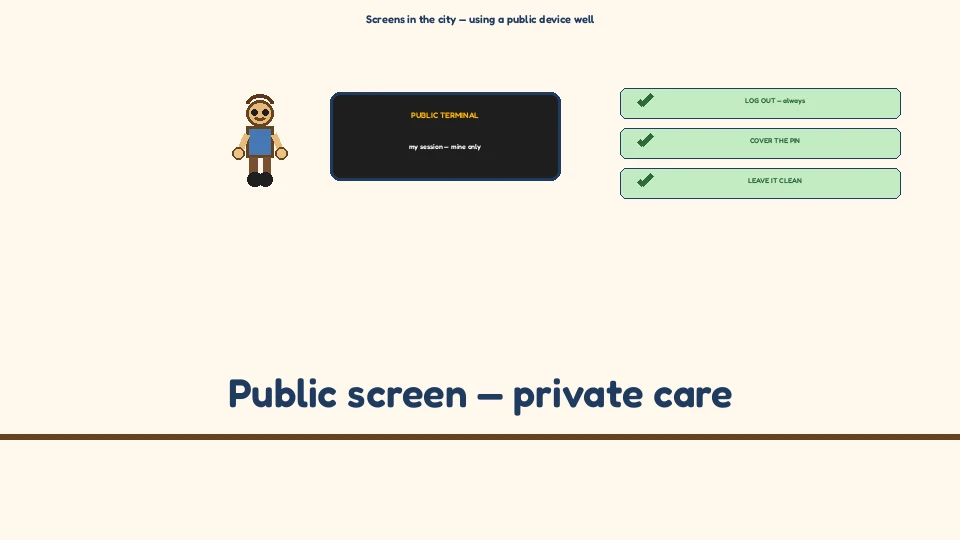 Screens in the city — using a public device well
PUBLIC TERMINAL
my session — mine only
LOG OUT — always
COVER THE PIN
LEAVE IT CLEAN
Public screen — private care